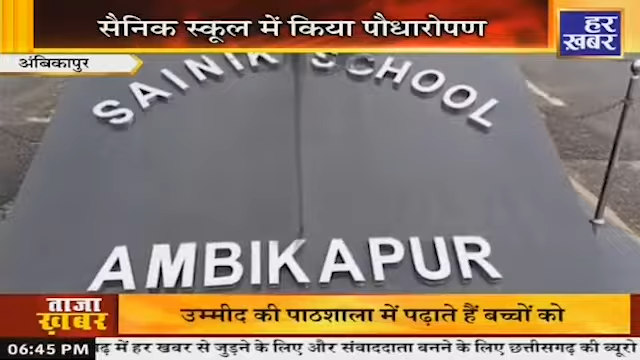 सैनिक स्कूल में किया पौधारोपण
हर
ख़बर
अंबिकापुर
SAINIK SCHOOL
AMBIKAPUR
ताजा
ख़बर
उम्मीद की पाठशाला में पढ़ाते हैं बच्चों को
06:45 PM
में हर खबर से जुड़ने के लिए और संवाददाता बनने के लिए छत्तीसगढ़ की ब्यूरो